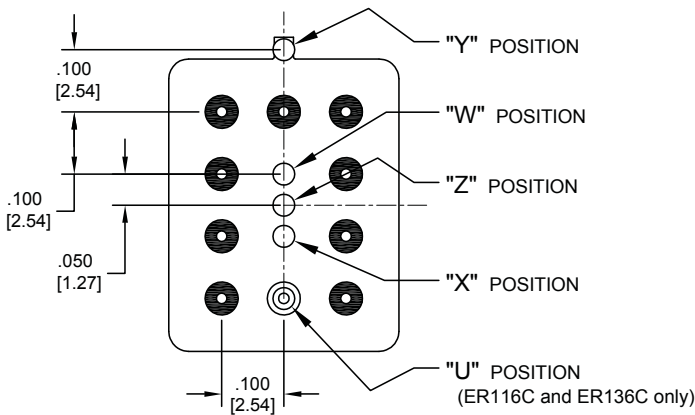 "Y" POSITION
.100
[2.54]
"W" POSITION
"Z" POSITION
.100
[2.54]
.050
[1.27]
"X" POSITION
"U" POSITION
(ER116C and ER136C only)
.100
[2.54]